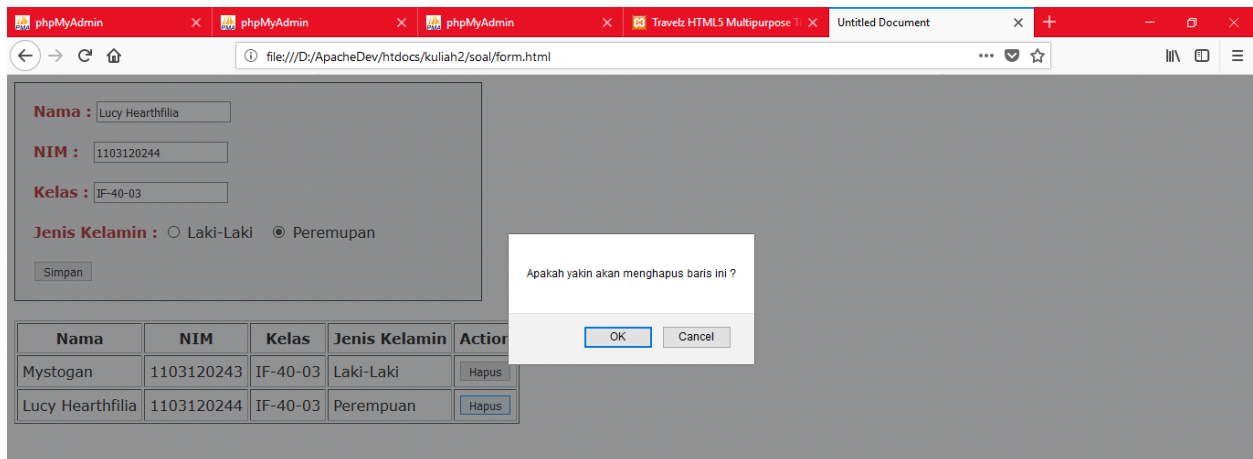 phpMyAdmin phpMyAdmin phpMyAdmin Travelz HTML5 Multipurpose Untitled Document
file:///D:/ApacheDev/htdocs/kuliah2/soal/form.html
Nama : Lucy Hearthfilia
NIM : 1103120244
Kelas : IF-40-03
Jenis Kelamin : Laki-Laki Peremupan
Simpan
Apakah yakin akan menghapus baris ini ?
OK Cancel
Nama NIM Kelas Jenis Kelamin Action
Mystogan 1103120243 IF-40-03 Laki-Laki Hapus
Lucy Hearthfilia 1103120244 IF-40-03 Perempuan Hapus